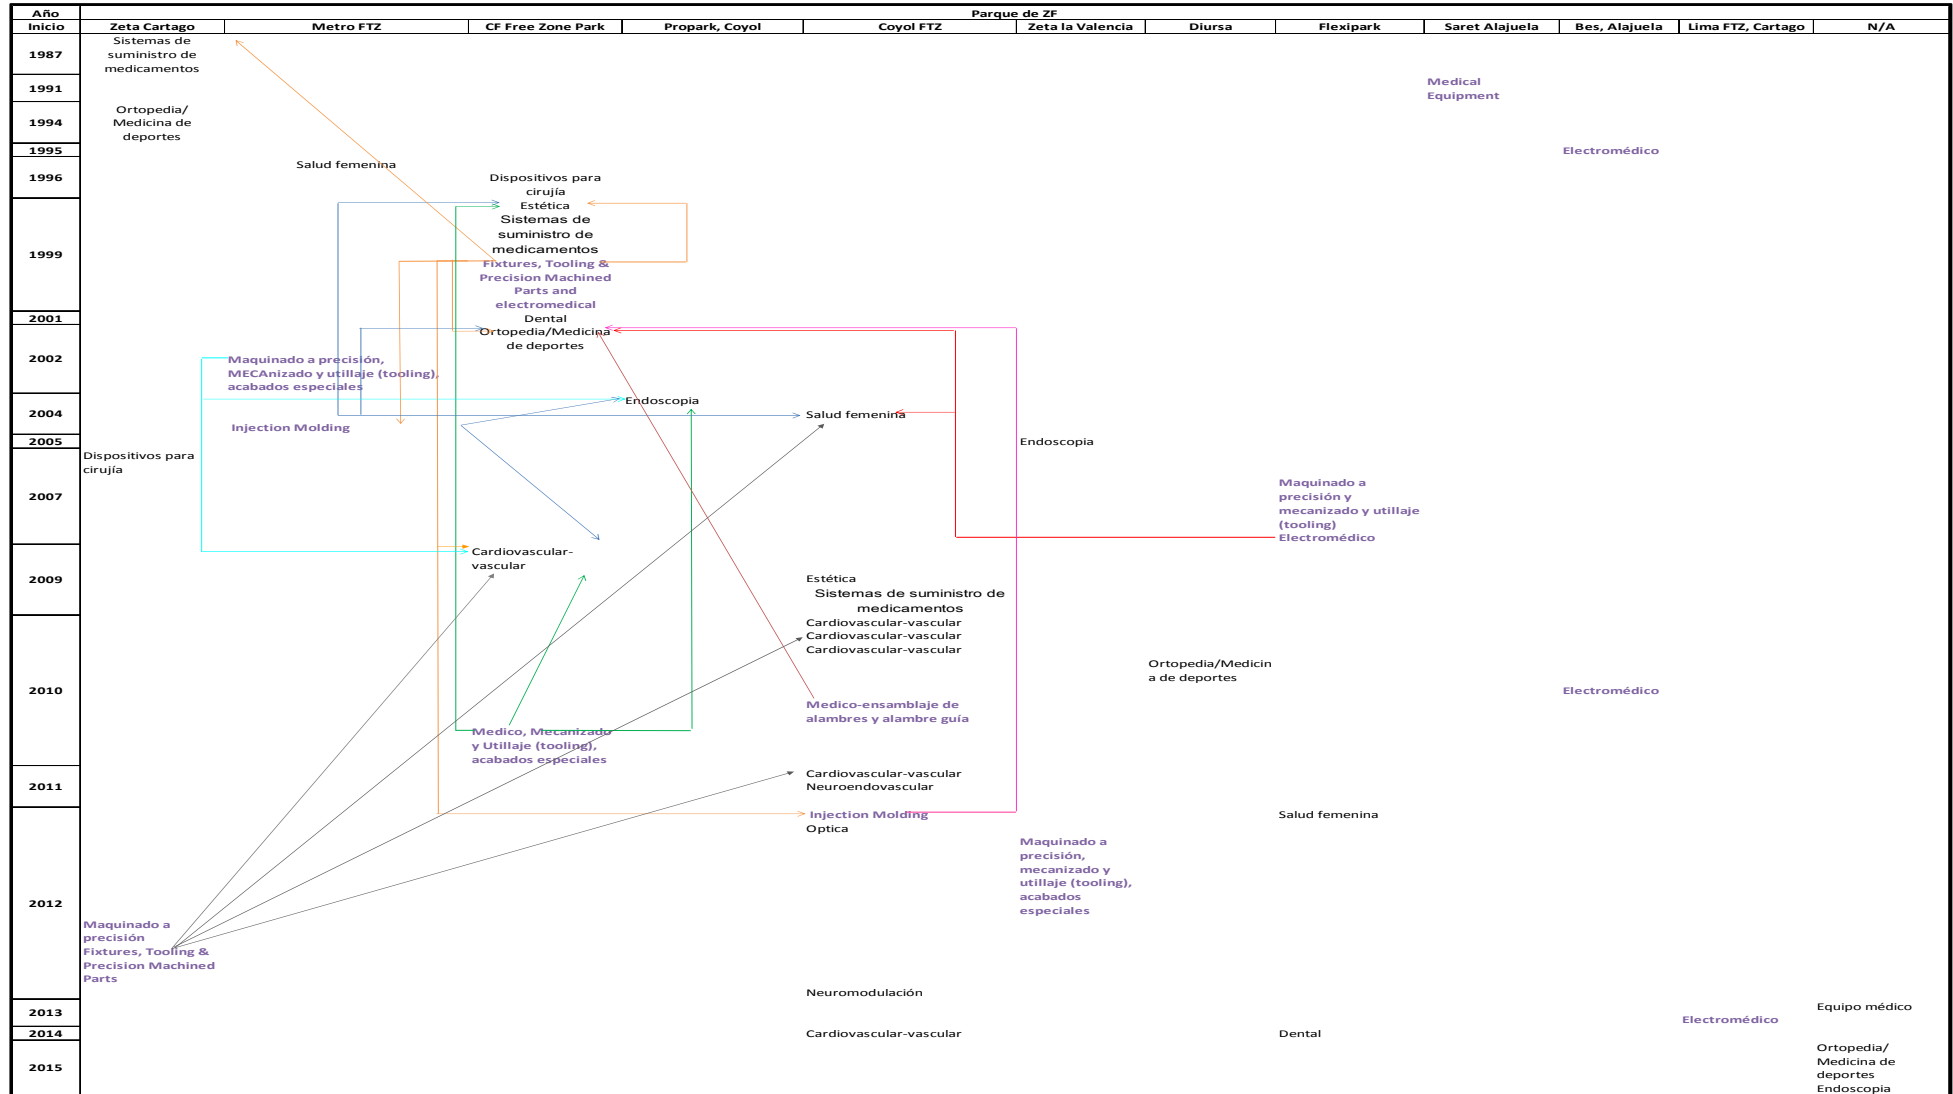 Año
Parque de ZF
Inicio
Zeta Cartago
Metro FTZ
CF Free Zone Park
Propark, Coyol
Coyol FTZ
Zeta la Valencia
Diursa
Flexipark
Saret Alajuela
Bes, Alajuela
Lima FTZ, Cartago
N/A
1987
Sistemas de
suministro de
medicamentos
1991
Medical
Equipment
1994
Ortopedia/
Medicina de
deportes
1995
Electromédico
1996
Salud femenina
Dispositivos para
cirujía
1999
Estética
Sistemas de
suministro de
medicamentos
Fixtures, Tooling &
Precision Machined
Parts and
electromedical
2001
Dental
2002
Ortopedia/Medicina
de deportes
Maquinado a precisión,
MECAnizado y utillaje (tooling),
acabados especiales
2004
Endoscopia
Salud femenina
Injection Molding
2005
Endoscopia
2007
Dispositivos para
cirujía
Maquinado a
precisión y
mecanizado y utillaje
(tooling)
Electromédico
2009
Cardiovascular-
vascular
Estética
Sistemas de suministro de
medicamentos
2010
Cardiovascular-vascular
Cardiovascular-vascular
Cardiovascular-vascular
Ortopedia/Medicin
a de deportes
Electromédico
Medico-ensamblaje de
alambres y alambre guía
Medico, Mecanizado
y Utillaje (tooling),
acabados especiales
2011
Cardiovascular-vascular
Neuroendovascular
2012
Injection Molding
Optica
Salud femenina
Maquinado a
precisión,
mecanizado y
utillaje (tooling),
acabados
especiales
Maquinado a
precisión
Fixtures, Tooling &
Precision Machined
Parts
Neuromodulación
2013
Equipo médico
Electromédico
2014
Cardiovascular-vascular
Dental
2015
Ortopedia/
Medicina de
deportes
Endoscopia